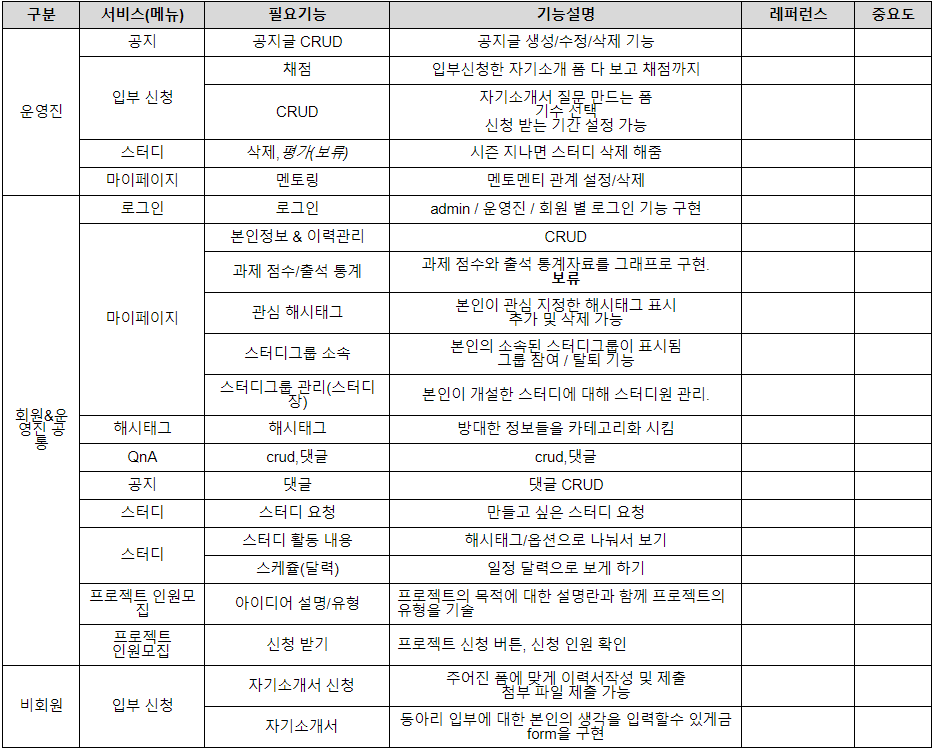 구분 서비스(메뉴) 필요기능 기능설명 레퍼런스 중요도
운영진
공지 공지글 CRUD 공지글 생성/수정/삭제 기능
입부 신청
채점 입부신청한 자기소개 폼 다 보고 채점까지
CRUD
자기소개서 질문 만드는 폼
기수 선택
신청 받는 기간 설정 가능
스터디 삭제, 평가(보류) 시즌 지나면 스터디 삭제 해줌
마이페이지 멘토링 멘토멘티 관계 설정/삭제
회원&운
영진 공
통
로그인 로그인 admin / 운영진 / 회원 별 로그인 기능 구현
마이페이지
본인정보 & 이력관리 CRUD
과제 점수/출석 통계
과제 점수와 출석 통계자료를 그래프로 구현.
보류
관심 해시태그
본인이 관심 지정한 해시태그 표시
추가 및 삭제 가능
스터디그룹 소속
본인의 소속된 스터디그룹이 표시됨
그룹 참여 / 탈퇴 기능
스터디그룹 관리(스터디
장)
본인이 개설한 스터디에 대해 스터디원 관리.
해시태그 해시태그 방대한 정보들을 카테고리화 시킴
QnA crud,댓글 crud,댓글
공지 댓글 댓글 CRUD
스터디 스터디 요청 만들고 싶은 스터디 요청
스터디
스터디 활동 내용 해시태그/옵션으로 나눠서 보기
스케쥴(달력) 일정 달력으로 보게 하기
프로젝트 인원모
집
아이디어 설명/유형
프로젝트의 목적에 대한 설명란과 함께 프로젝트의
유형을 기술
프로젝트
인원모집
신청 받기 프로젝트 신청 버튼, 신청 인원 확인
비회원
입부 신청
자기소개서 신청
주어진 폼에 맞게 이력서작성 및 제출
첨부 파일 제출 가능
자기소개서
동아리 입부에 대한 본인의 생각을 입력할수 있게금
form을 구현